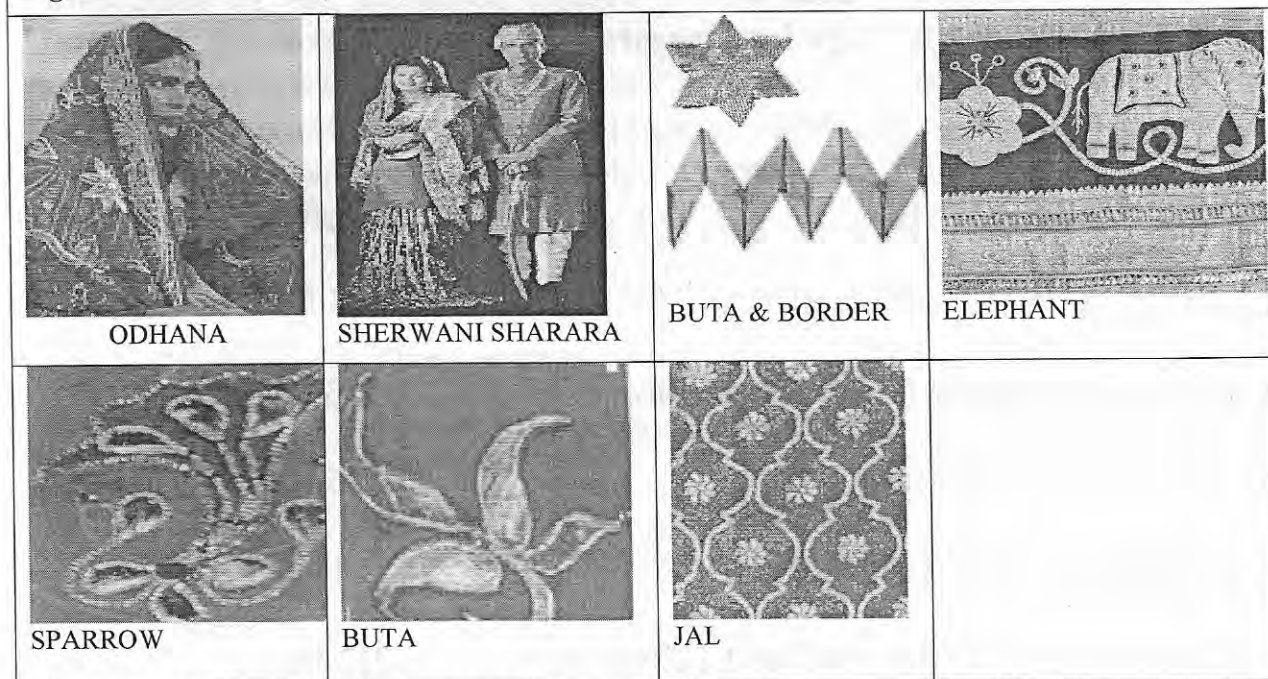 ODHANA
SHERWANI SHARARA
BUTA & BORDER
ELEPHANT
SPARROW
BUTA
JAL